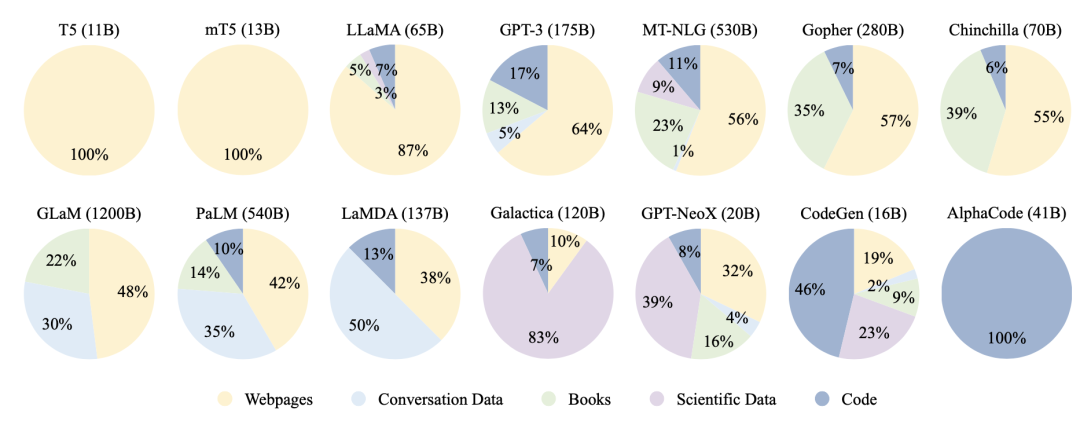 T5 (11B)
mT5 (13B)
LLaMA (65B)
GPT-3 (175B)
MT-NLG (530B)
Gopher (280B)
Chinchilla (70B)
100%
100%
5%
7%
3%
87%
17%
13%
5%
64%
11%
9%
23%
1%
56%
7%
35%
57%
6%
39%
55%
GLaM (1200B)
PaLM (540B)
LaMDA (137B)
Galactica (120B)
GPT-NeoX (20B)
CodeGen (16B)
AlphaCode (41B)
22%
48%
30%
10%
14%
42%
35%
13%
38%
50%
10%
7%
83%
8%
32%
39%
4%
16%
19%
46%
2%
9%
23%
100%
Webpages
Conversation Data
Books
Scientific Data
Code